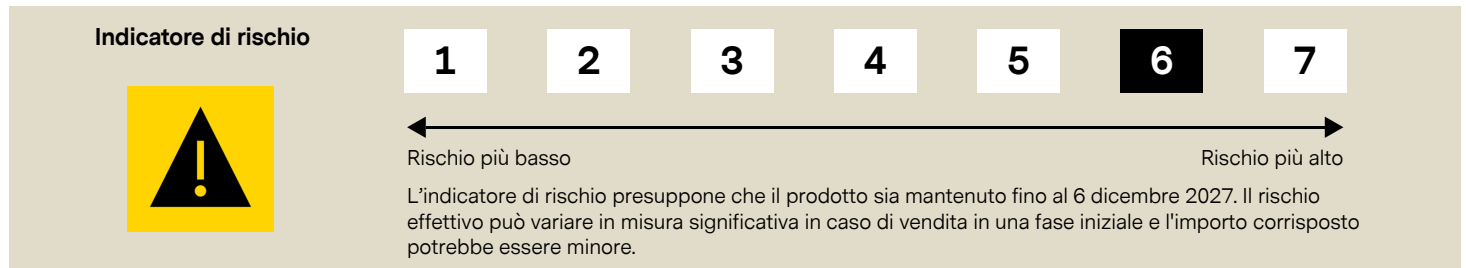 Indicatore di rischio
1 2 3 4 5 6 7
Rischio più basso Rischio più alto
L’indicatore di rischio presuppone che il prodotto sia mantenuto fino al 6 dicembre 2027. Il rischio
effettivo può variare in misura significativa in caso di vendita in una fase iniziale e l'importo corrisposto
potrebbe essere minore.